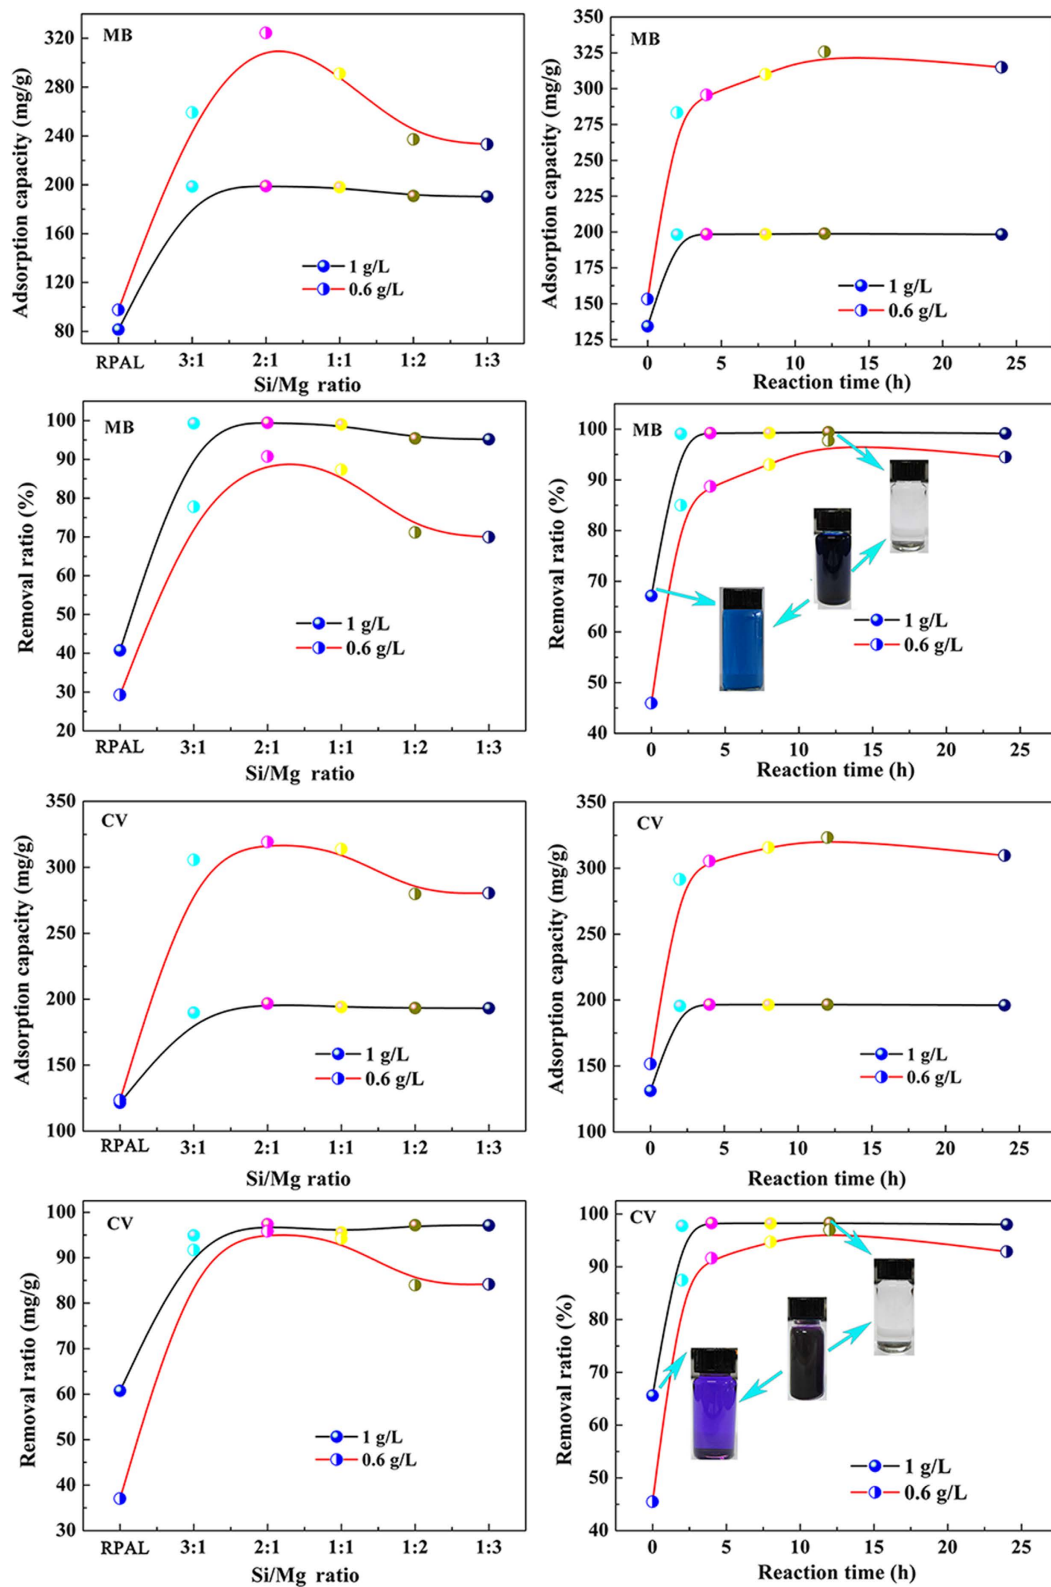 MB
Adsorption capacity (mg/g)
320
280
240
200
160
120
80
1 g/L
0.6 g/L
RPAL 3:1 2:1 1:1 1:2 1:3
Si/Mg ratio
MB
Adsorption capacity (mg/g)
350
325
300
275
250
225
200
175
150
125
1 g/L
0.6 g/L
0 5 10 15 20 25
Reaction time (h)
MB
Removal ratio (%)
100
90
80
70
60
50
40
30
20
1 g/L
0.6 g/L
RPAL 3:1 2:1 1:1 1:2 1:3
Si/Mg ratio
MB
Removal ratio (%)
100
90
80
70
60
50
40
1 g/L
0.6 g/L
0 5 10 15 20 25
Reaction time (h)
CV
Adsorption capacity (mg/g)
350
300
250
200
150
100
1 g/L
0.6 g/L
RPAL 3:1 2:1 1:1 1:2 1:3
Si/Mg ratio
CV
Adsorption capacity (mg/g)
350
300
250
200
150
100
1 g/L
0.6 g/L
0 5 10 15 20 25
Reaction time (h)
CV
Removal ratio (mg/g)
100
90
80
70
60
50
40
30
1 g/L
0.6 g/L
RPAL 3:1 2:1 1:1 1:2 1:3
Si/Mg ratio
CV
Removal ratio (%)
100
90
80
70
60
50
40
1 g/L
0.6 g/L
0 5 10 15 20 25
Reaction time (h)